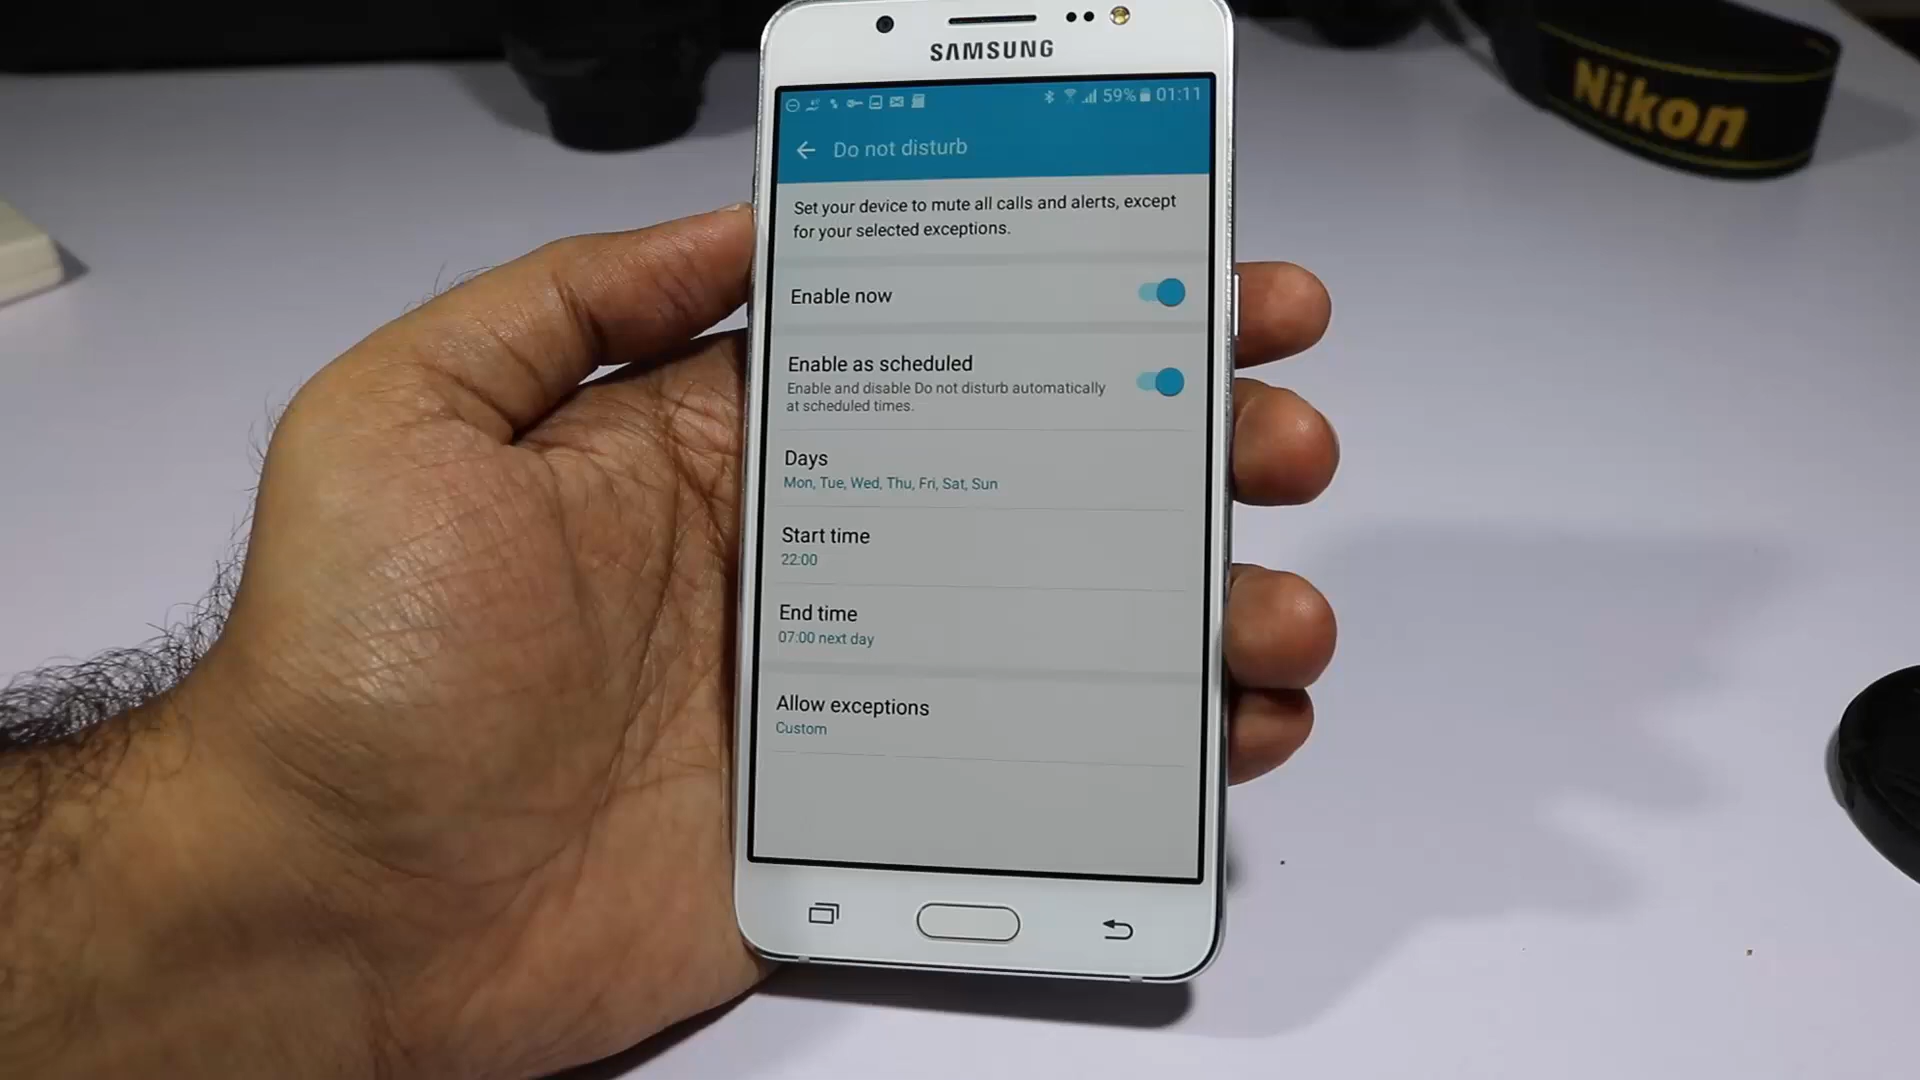 SAMSUNG
59% 01:11
Do not disturb
Set your device to mute all calls and alerts, except
for your selected exceptions.
Enable now
Enable as scheduled
Enable and disable Do not disturb automatically
at scheduled times.
Days
Mon, Tue, Wed, Thu, Fri, Sat, Sun
Start time
22:00
End time
07:00 next day
Allow exceptions
Custom
Nikon